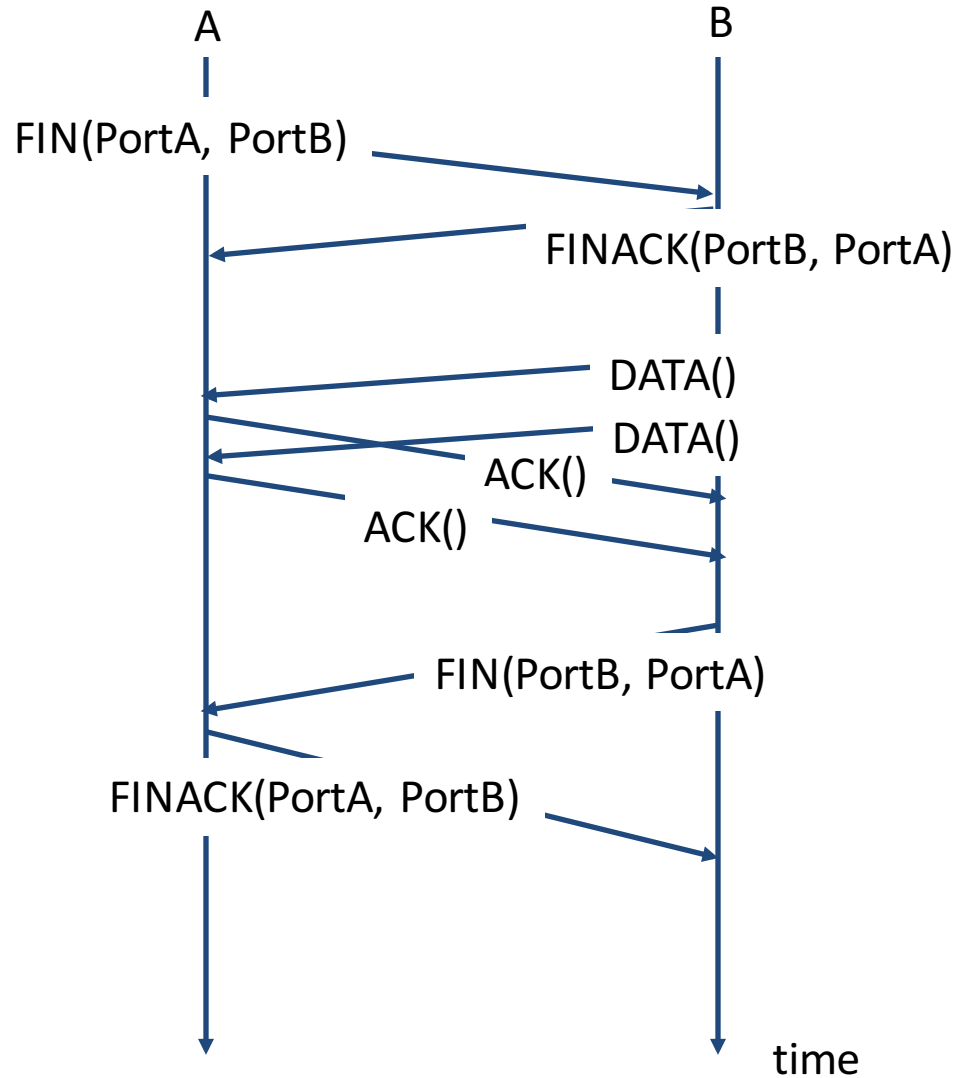 A
B
FIN(PortA, PortB)
FINACK(PortB, PortA)
DATA()
DATA()
ACK()
ACK()
FIN(PortB, PortA)
FINACK(PortA, PortB)
time